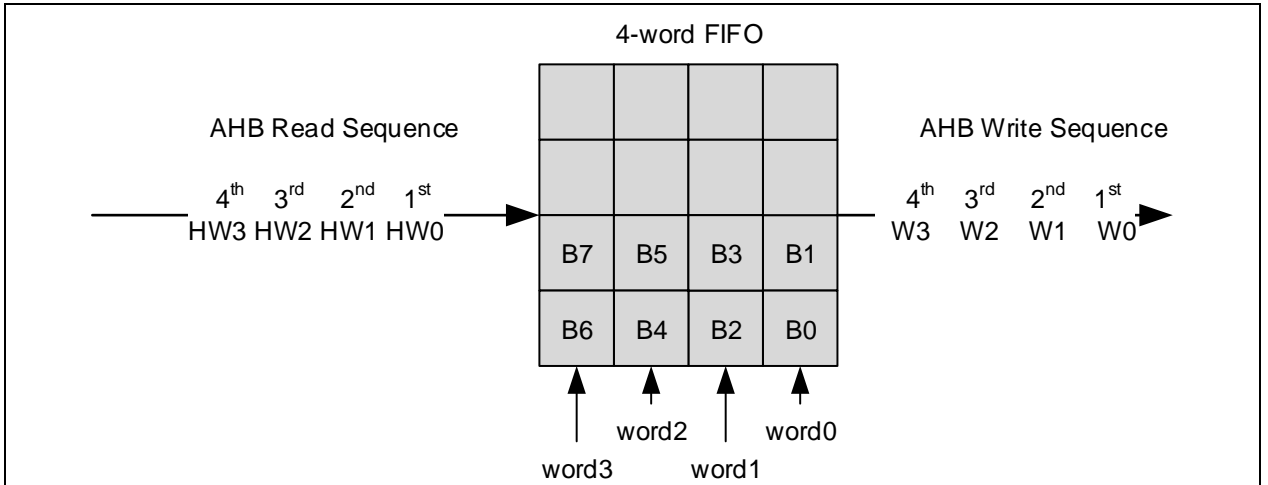 4-word FIFO
AHB Read Sequence
4th 3rd 2nd 1st
HW3 HW2 HW1 HW0
AHB Write Sequence
4th 3rd 2nd 1st
W3 W2 W1 W0
B7 B5 B3 B1
B6 B4 B2 B0
word2 word0
word3 word1